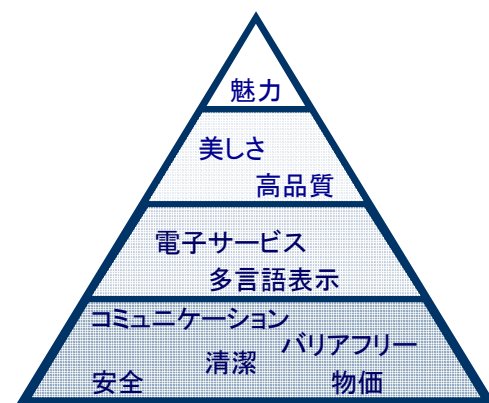 魅力
美しさ
高品質
電子サービス
多言語表示
コミュニケーション
バリアフリー
清潔
安全
物価